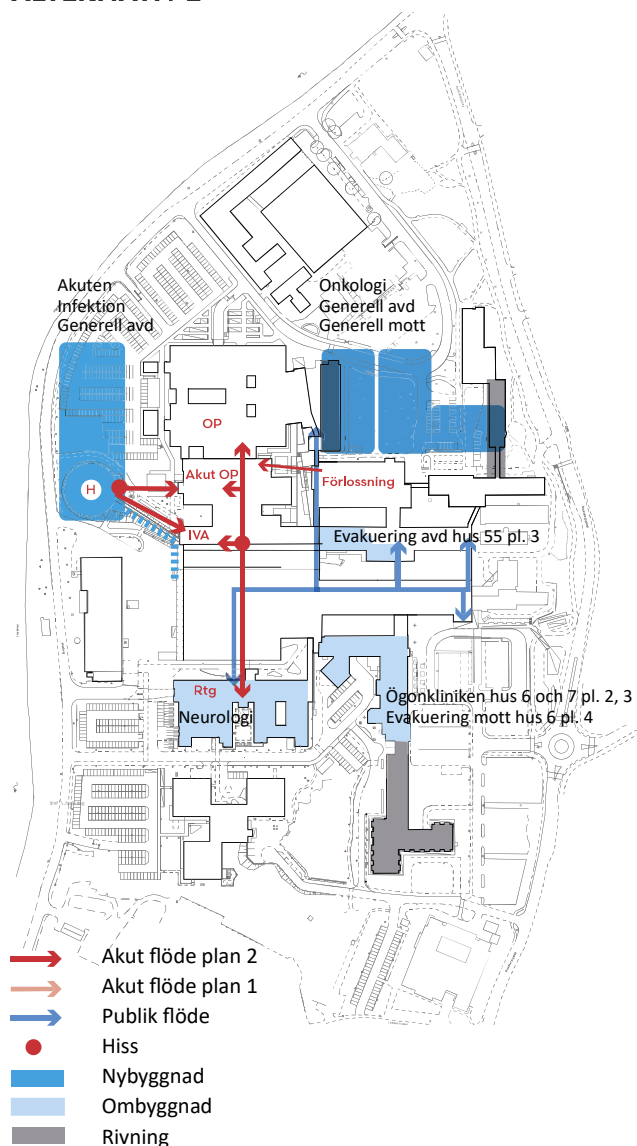 Akuten
Infektion
Generell avd
Onkologi
Generell avd
Generell mott
OP
Akut OP
Förlossning
H
IVA
Evakuering avd hus 55 pl. 3
Rtg
Neurologi
Ögonkliniken hus 6 och 7 pl. 2, 3
Evakuering mott hus 6 pl. 4
Akut flöde plan 2
Akut flöde plan 1
Publik flöde
Hiss
Nybyggnad
Ombyggnad
Rivning